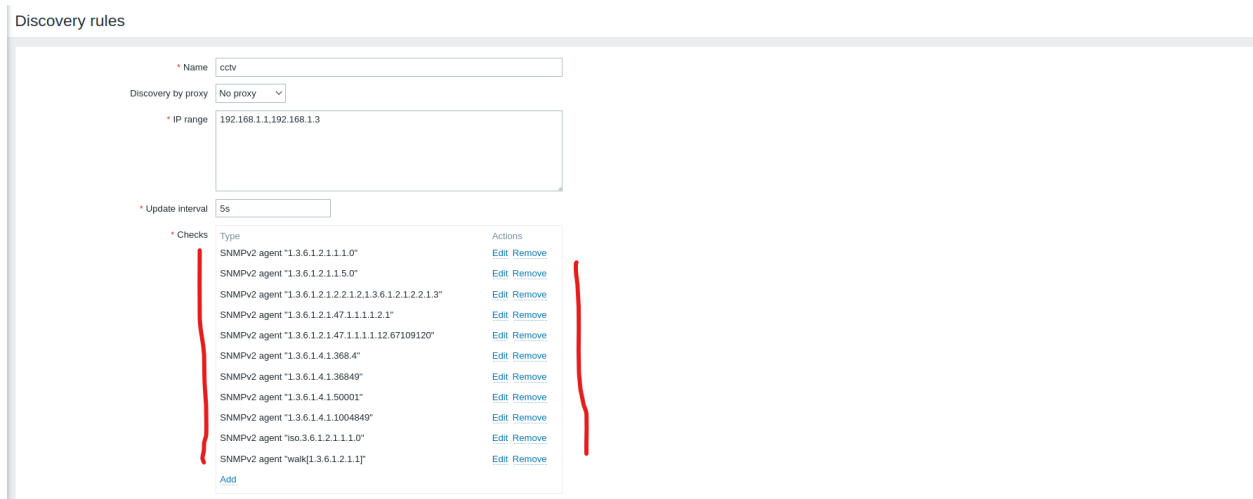 Discovery rules
* Name cctv
Discovery by proxy No proxy
* IP range 192.168.1.1,192.168.1.3
* Update interval 5s
* Checks Type Actions
SNMPv2 agent "1.3.6.1.2.1.1.1.0" Edit Remove
SNMPv2 agent "1.3.6.1.2.1.1.5.0" Edit Remove
SNMPv2 agent "1.3.6.1.2.1.2.2.1.2,1.3.6.1.2.1.2.2.1.3" Edit Remove
SNMPv2 agent "1.3.6.1.2.1.47.1.1.1.1.2.1" Edit Remove
SNMPv2 agent "1.3.6.1.2.1.47.1.1.1.1.12.67109120" Edit Remove
SNMPv2 agent "1.3.6.1.4.1.368.4" Edit Remove
SNMPv2 agent "1.3.6.1.4.1.36849" Edit Remove
SNMPv2 agent "1.3.6.1.4.1.50001" Edit Remove
SNMPv2 agent "1.3.6.1.4.1.1004849" Edit Remove
SNMPv2 agent "iso.3.6.1.2.1.1.1.0" Edit Remove
SNMPv2 agent "walk[1.3.6.1.2.1.1]" Edit Remove
Add